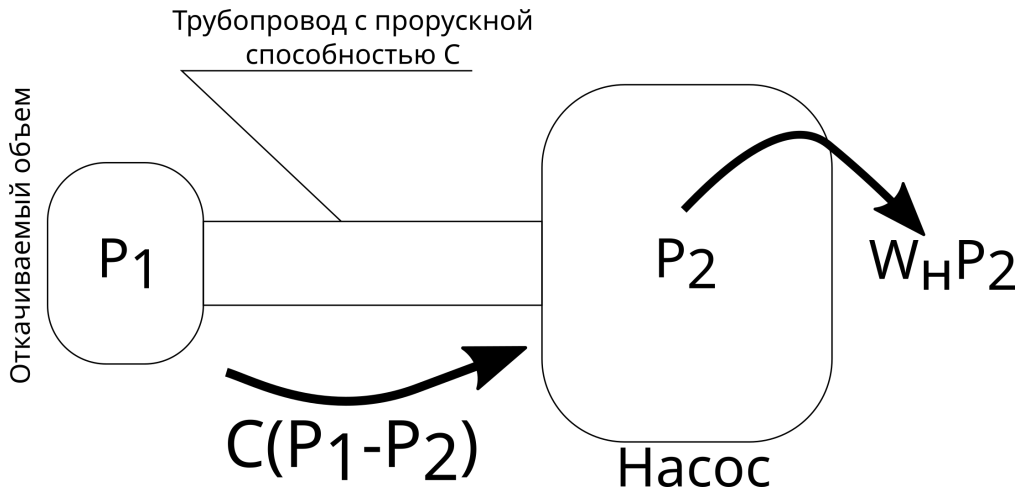 Трубопровод с прорускной
способностью С
Откачиваемый объем
P1
P2
WнP2
C(P1-P2)
Насос